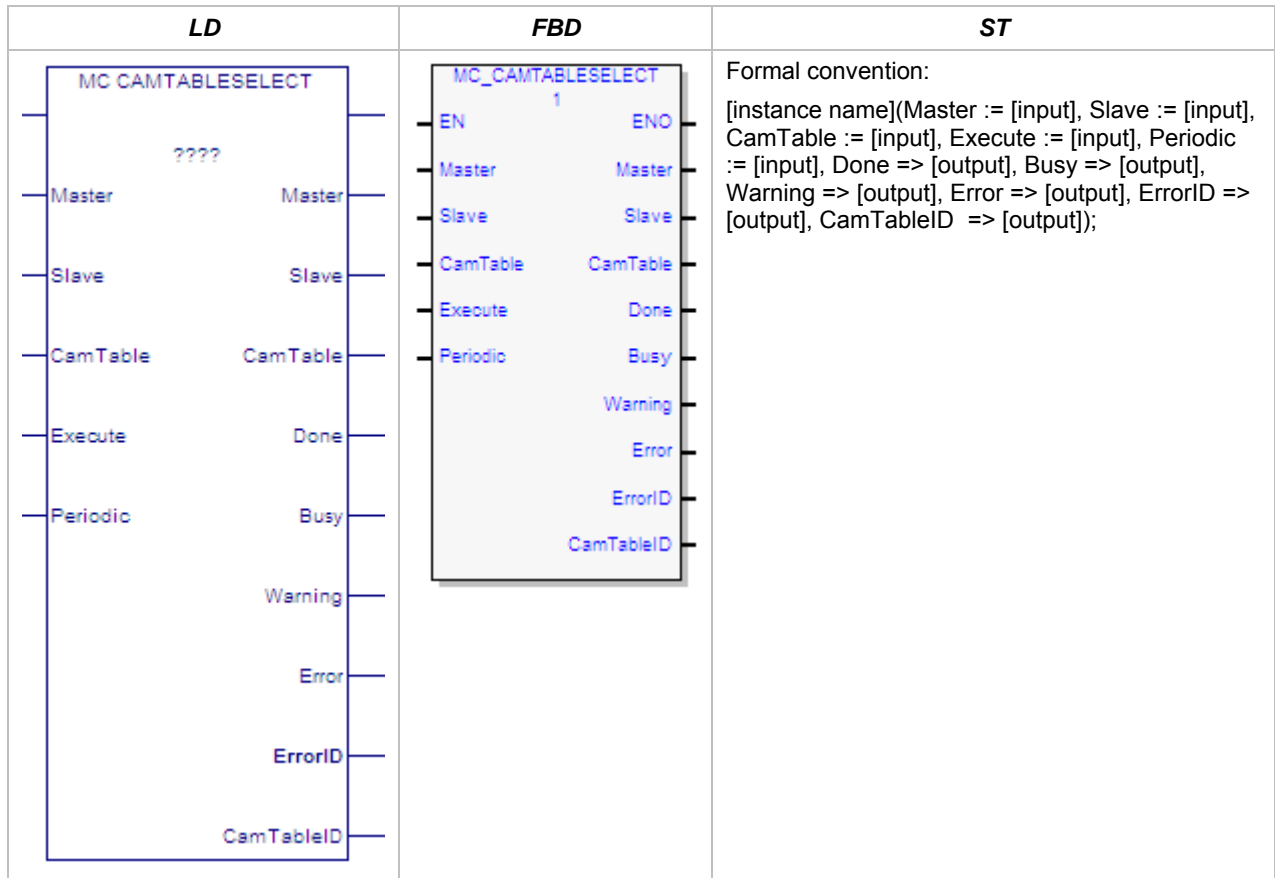 LD
FBD
ST
MC CAMTABLESELECT
????
Master Master
Slave Slave
CamTable CamTable
Execute Done
Periodic Busy
Warning
Error
ErrorID
CamTableID
MC_CAMTABLESELECT
1
EN ENO
Master Master
Slave Slave
CamTable CamTable
Execute Done
Periodic Busy
Warning
Error
ErrorID
CamTableID
Formal convention:
[instance name](Master := [input], Slave := [input],
CamTable := [input], Execute := [input], Periodic
:= [input], Done => [output], Busy => [output],
Warning => [output], Error => [output], ErrorID =>
[output], CamTableID => [output]);